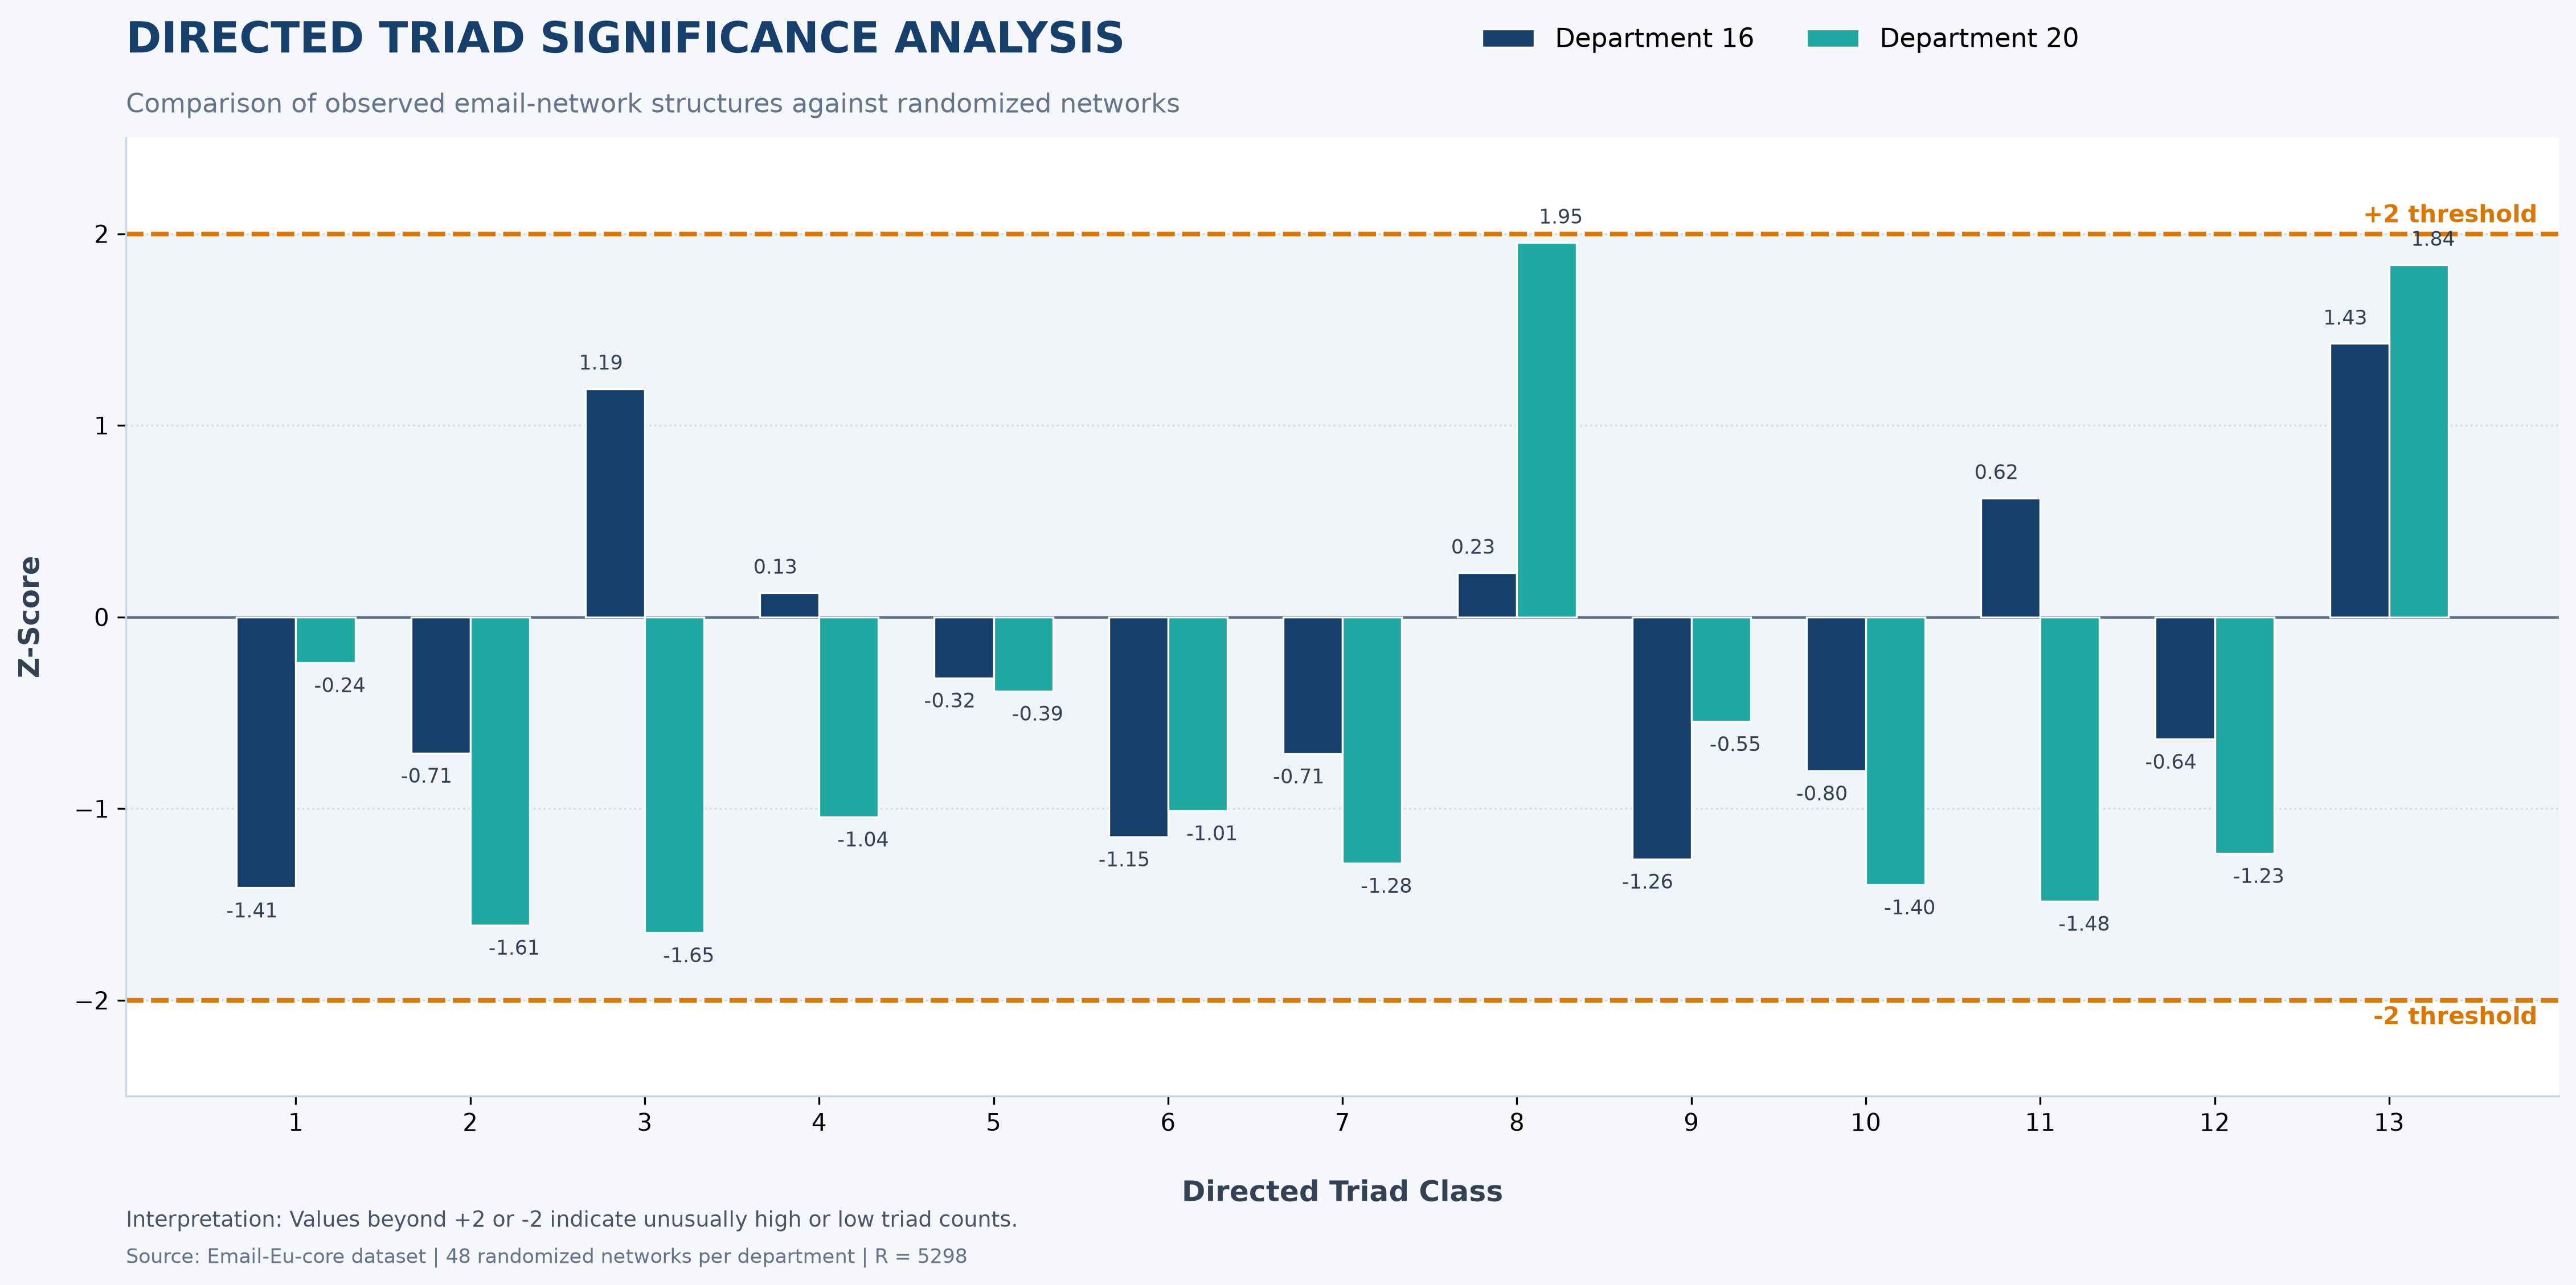 DIRECTED TRIAD SIGNIFICANCE ANALYSIS
Department 16
Department 20
Comparison of observed email-network structures against randomized networks
Z-Score
2
1
0
−1
−2
+2 threshold
-2 threshold
-1.41
-0.24
-0.71
-1.61
1.19
-1.65
0.13
-1.04
-0.32
-0.39
-1.15
-1.01
-0.71
-1.28
0.23
1.95
-1.26
-0.55
-0.80
-1.40
0.62
-1.48
-0.64
-1.23
1.43
1.84
1 2 3 4 5 6 7 8 9 10 11 12 13
Directed Triad Class
Interpretation: Values beyond +2 or -2 indicate unusually high or low triad counts.
Source: Email-Eu-core dataset | 48 randomized networks per department | R = 5298